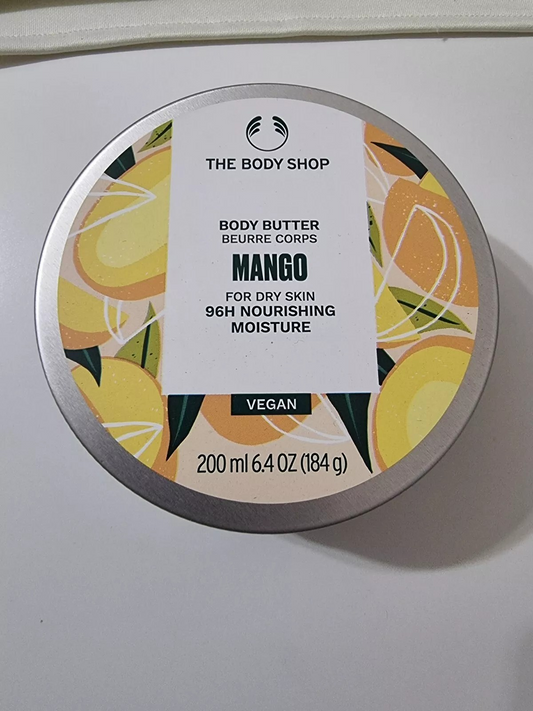 THE BODY SHOP
BODY BUTTER
BEURRE CORPS
MANGO
FOR DRY SKIN
96H NOURISHING
MOISTURE
VEGAN
200 ml 6.4 OZ (184 g)